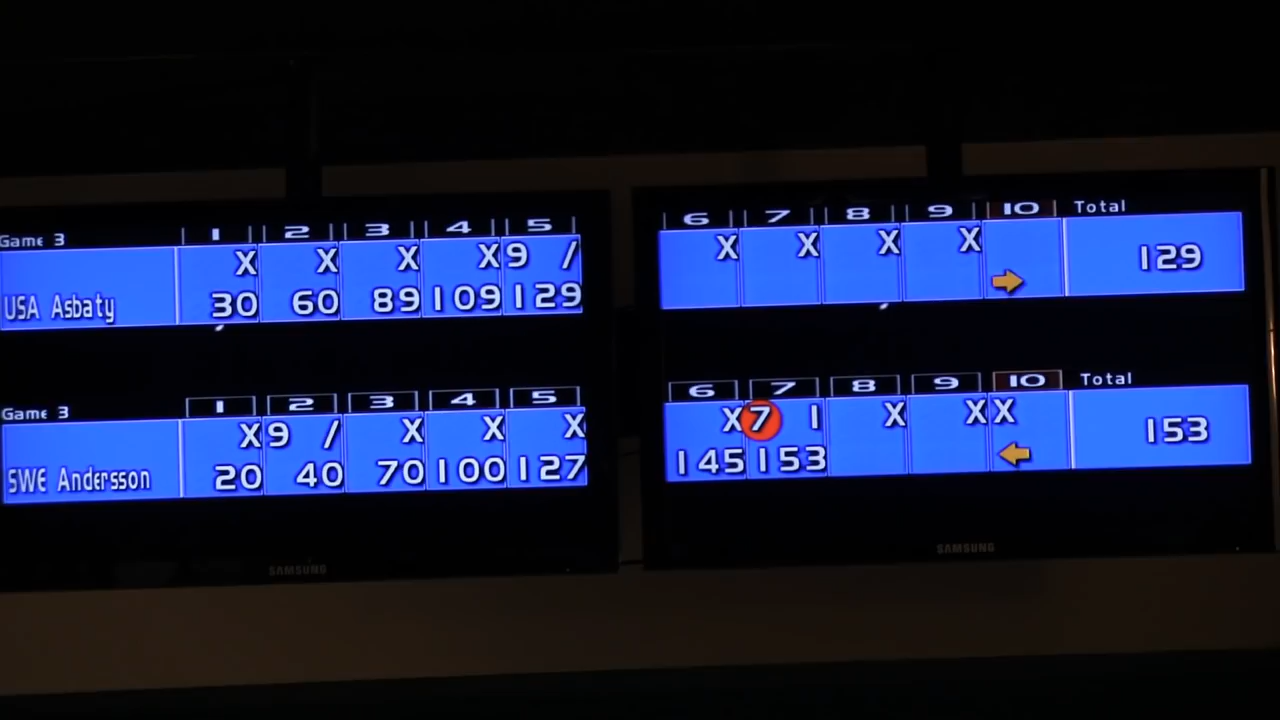 Game 3 1 2 3 4 5
X X X X 9 /
USA Asbaty 30 60 89 109 129
6 7 8 9 10 Total
X X X X 129
Game 3 1 2 3 4 5
X 9 / X X X
SWE Andersson 20 40 70 100 127
6 7 8 9 10 Total
X 7 1 X X X 153
145 153
SAMSUNG
SAMSUNG